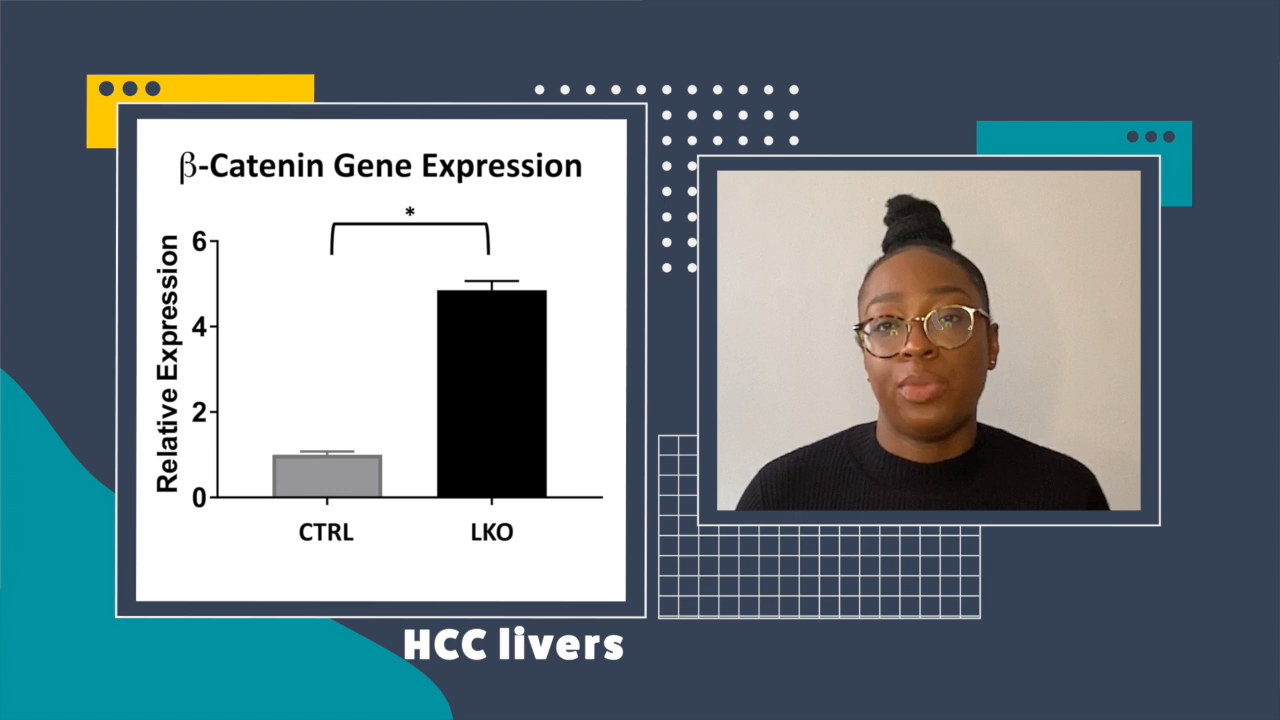 β-Catenin Gene Expression
*
Relative Expression
6
4
2
0
CTRL
LKO
HCC livers